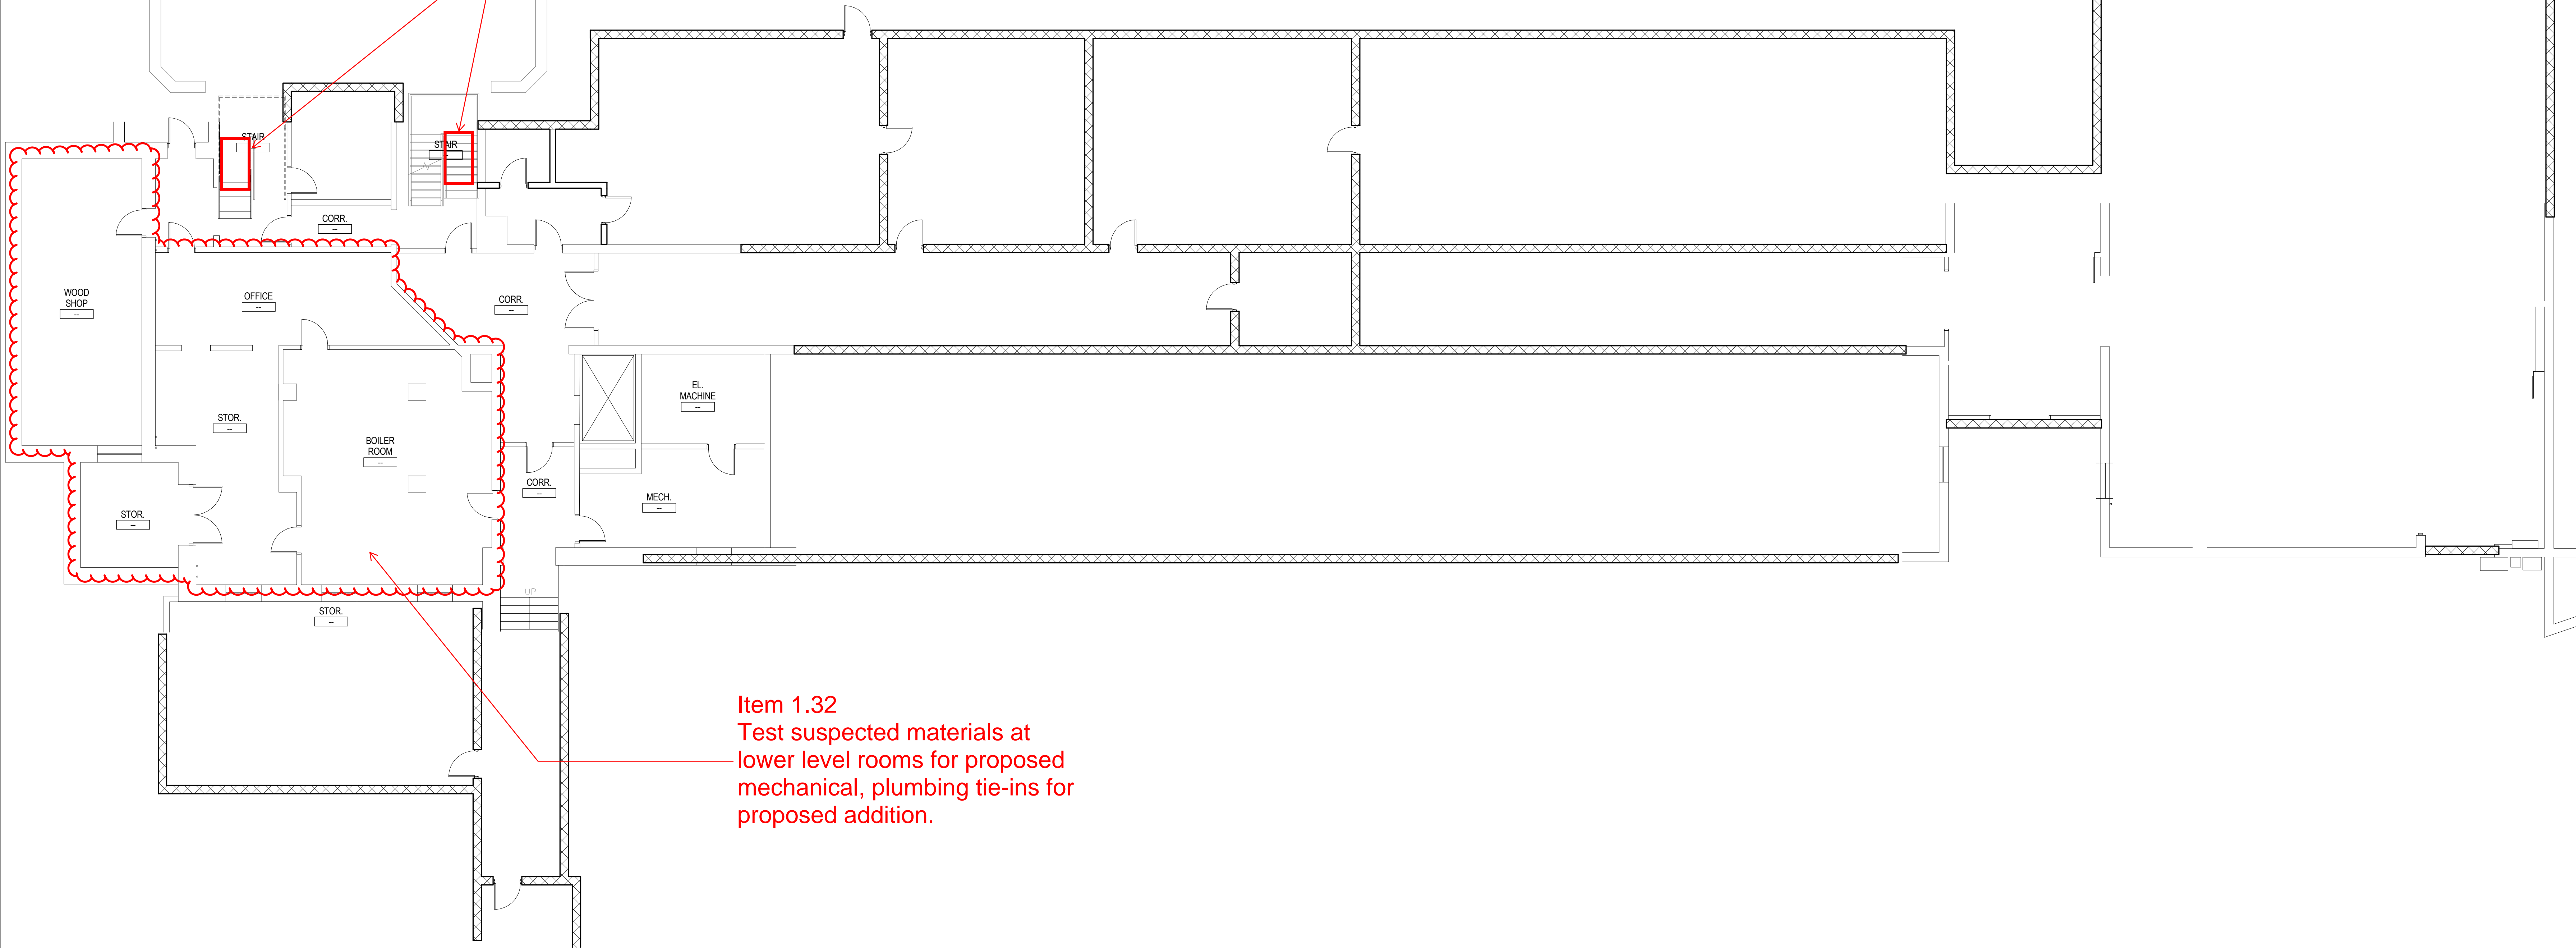 STAIR
--
STAIR
--
CORR.
--
WOOD
SHOP
--
OFFICE
--
CORR.
--
EL.
MACHINE
--
STOR.
--
BOILER
ROOM
--
CORR.
--
MECH.
--
STOR.
--
UP
STOR.
--
Item 1.32
Test suspected materials at
lower level rooms for proposed
mechanical, plumbing tie-ins for
proposed addition.